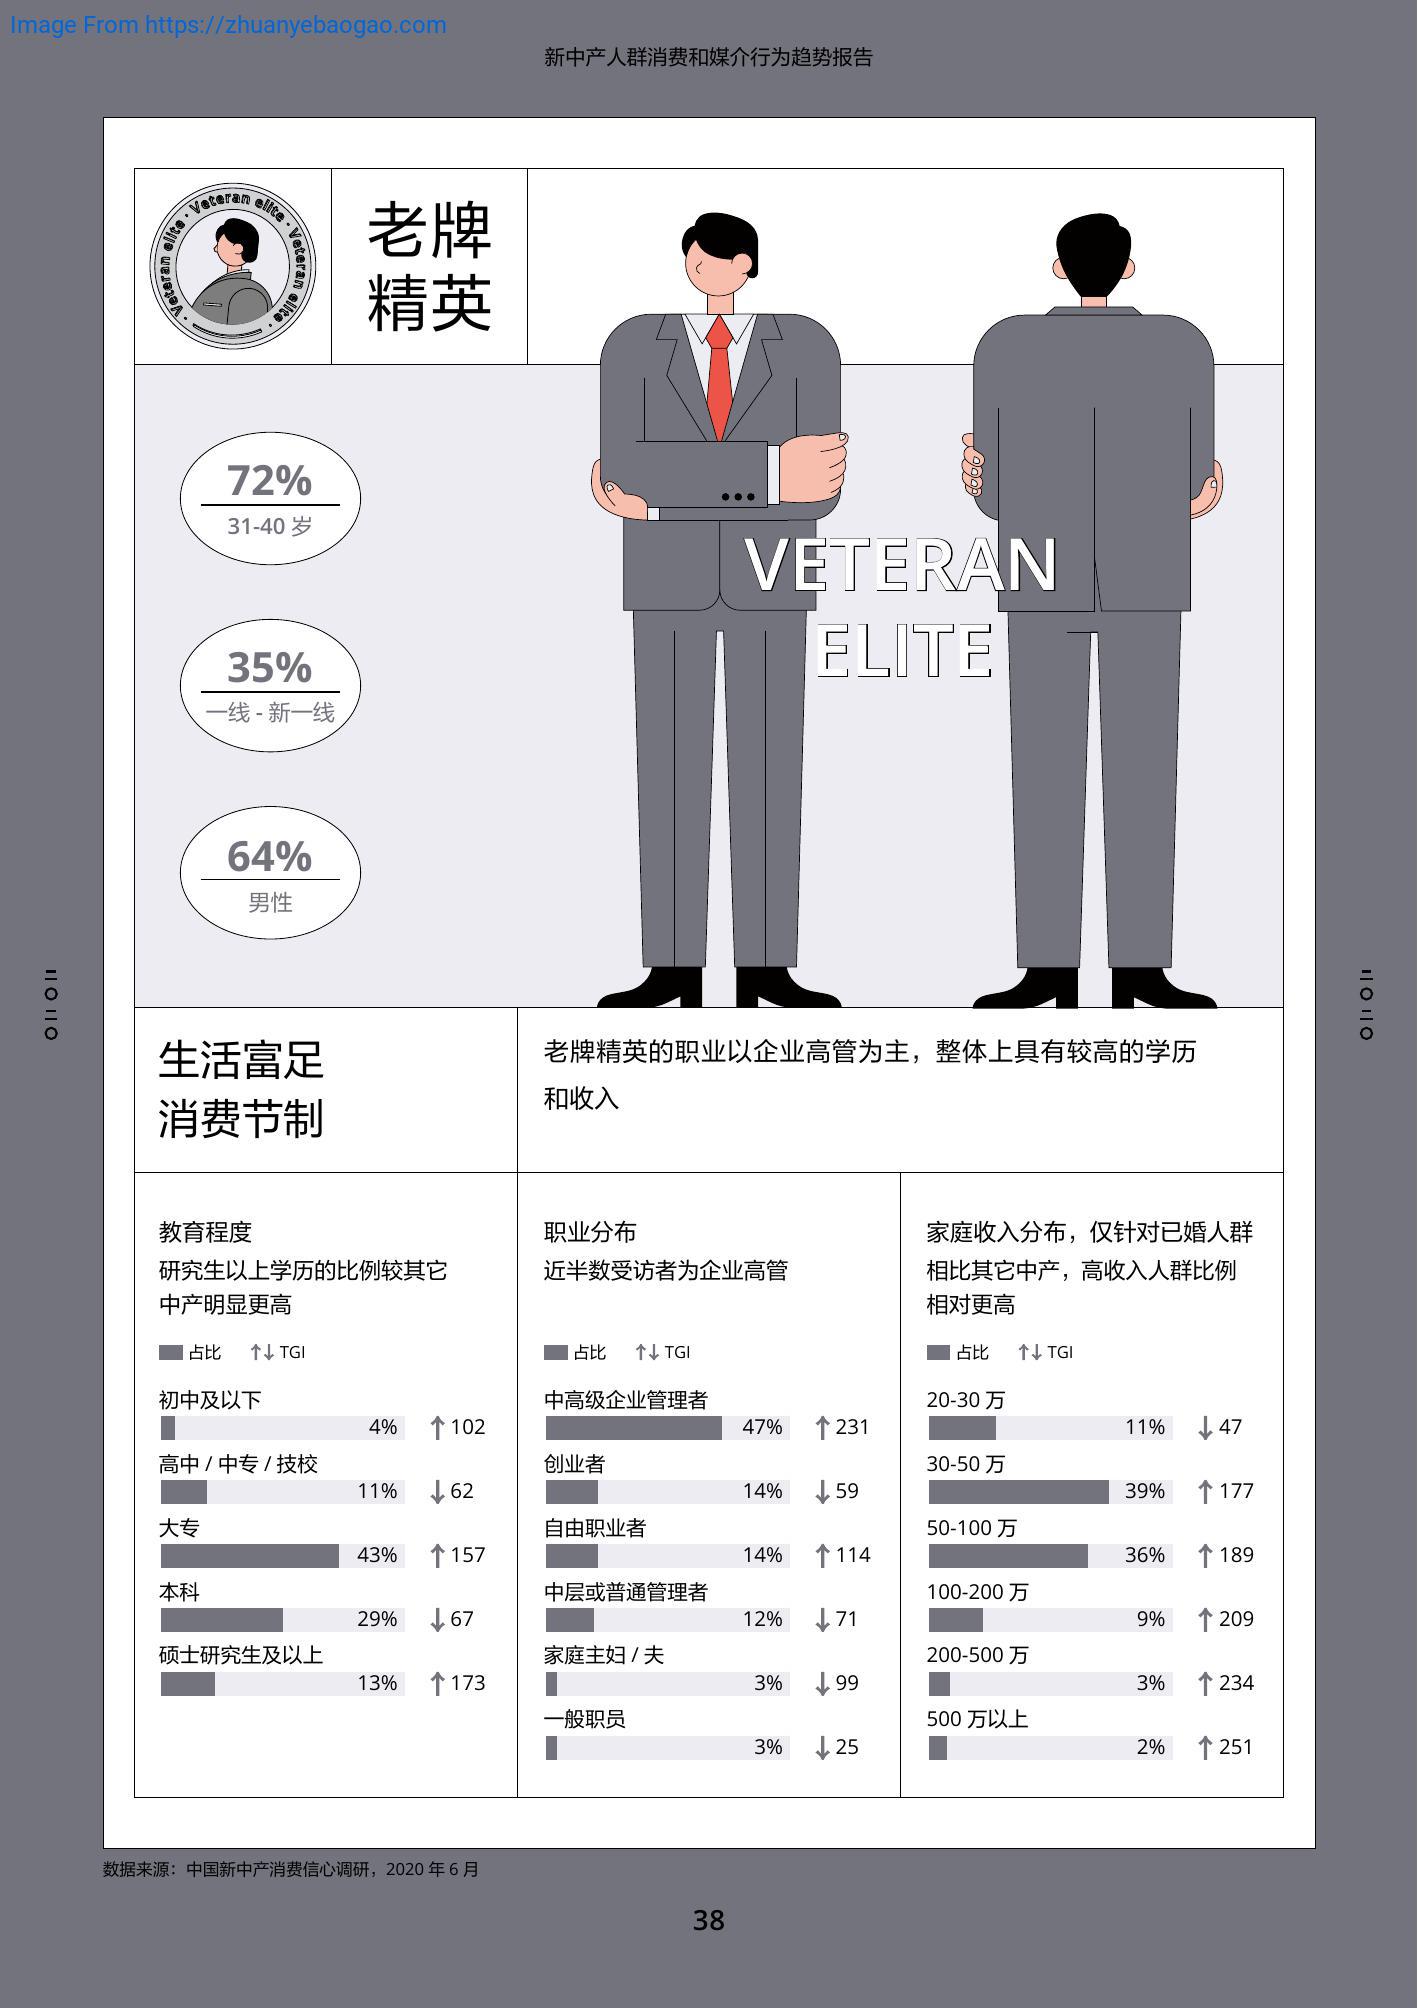 Image From https://zhuanyebaogao.com
新中产人群消费和媒介行为趋势报告
Veteran elite · Veteran elite · Veteran elite ·
老牌
精英
72%
31-40 岁
35%
一线 - 新一线
64%
男性
VETERAN
ELITE
二〇二〇
二〇二〇
生活富足
消费节制
老牌精英的职业以企业高管为主，整体上具有较高的学历
和收入
教育程度
研究生以上学历的比例较其它
中产明显更高
占比 ↑↓ TGI
初中及以下
4% ↑ 102
高中 / 中专 / 技校
11% ↓ 62
大专
43% ↑ 157
本科
29% ↓ 67
硕士研究生及以上
13% ↑ 173
职业分布
近半数受访者为企业高管
占比 ↑↓ TGI
中高级企业管理者
47% ↑ 231
创业者
14% ↓ 59
自由职业者
14% ↑ 114
中层或普通管理者
12% ↓ 71
家庭主妇 / 夫
3% ↓ 99
一般职员
3% ↓ 25
家庭收入分布，仅针对已婚人群
相比其它中产，高收入人群比例
相对更高
占比 ↑↓ TGI
20-30 万
11% ↓ 47
30-50 万
39% ↑ 177
50-100 万
36% ↑ 189
100-200 万
9% ↑ 209
200-500 万
3% ↑ 234
500 万以上
2% ↑ 251
数据来源：中国新中产消费信心调研，2020 年 6 月
38